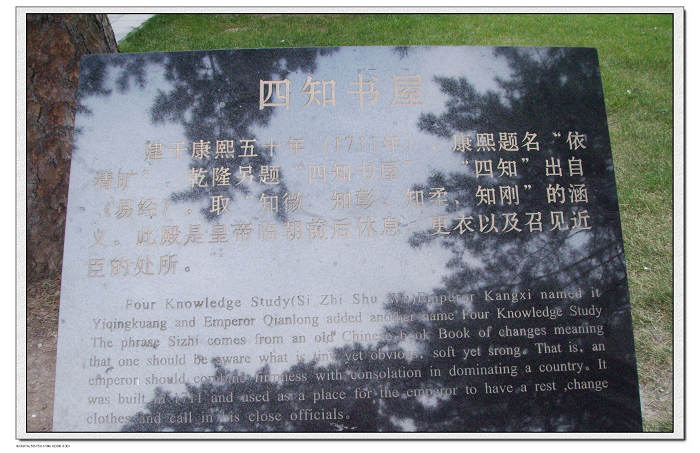 四知书屋
建于康熙五十年（1711年），康熙题名“依
清旷”，乾隆另题“四知书屋”，“四知”出自
《易经》，取“知微、知彰、知柔、知刚”的涵
义。此殿是皇帝临朝前后休息、更衣以及召见近
臣的处所。
Four Knowledge Study(Si Zhi Shu Wu)Emperor Kangxi named it
Yiqingkuang and Emperor Qianlong added another name Four Knowledge Study
The phrase Sizhi comes from an old Chinese book Book of changes meaning
that one should be aware what is tiny yet obvious, soft yet srong. That is, an
emperor should combine firmness with consolation in dominating a country. It
was built in 1711 and used as a place for the emperor to have a rest ,change
clothes and call in his close officials.